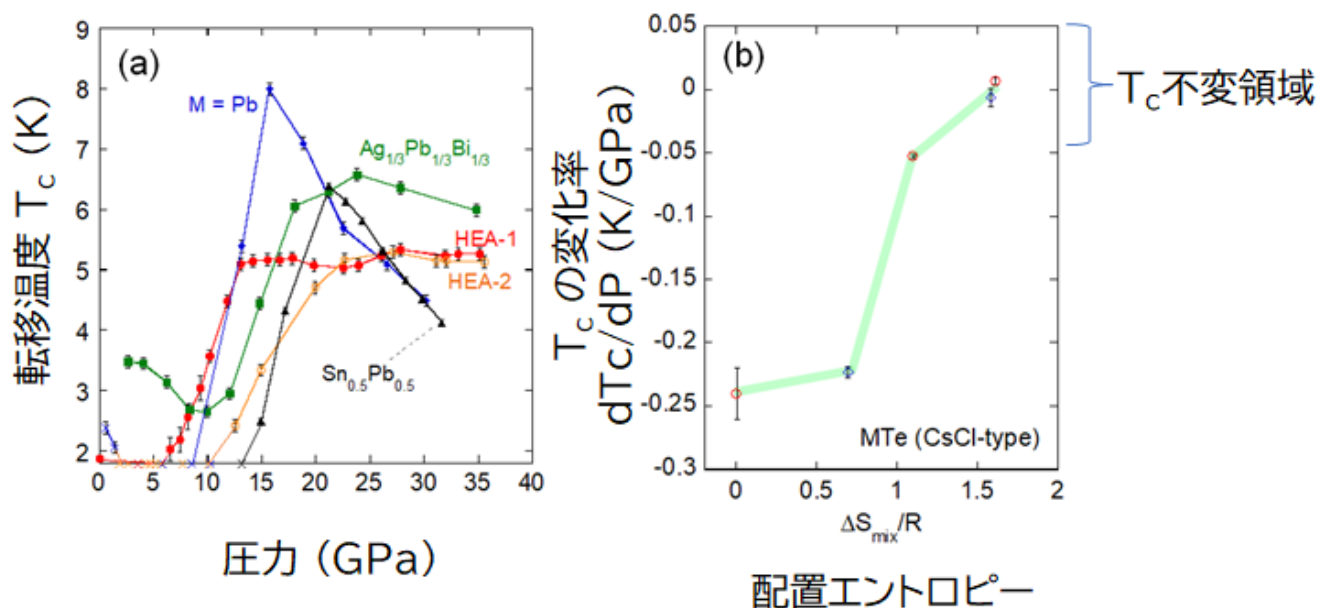 (a)
M = Pb
Ag1/3Pb1/3Bi1/3
HEA-1
HEA-2
Sn0.5Pb0.5
転移温度 TC (K)
9
8
7
6
5
4
3
2
0 5 10 15 20 25 30 35 40
圧力 (GPa)
(b)
TC の変化率
dTc/dP (K/GPa)
0.05
0
-0.05
-0.1
-0.15
-0.2
-0.25
-0.3
MTe (CsCl-type)
0 0.5 1 1.5 2
ΔSmix/R
配置エントロピー
TC不変領域